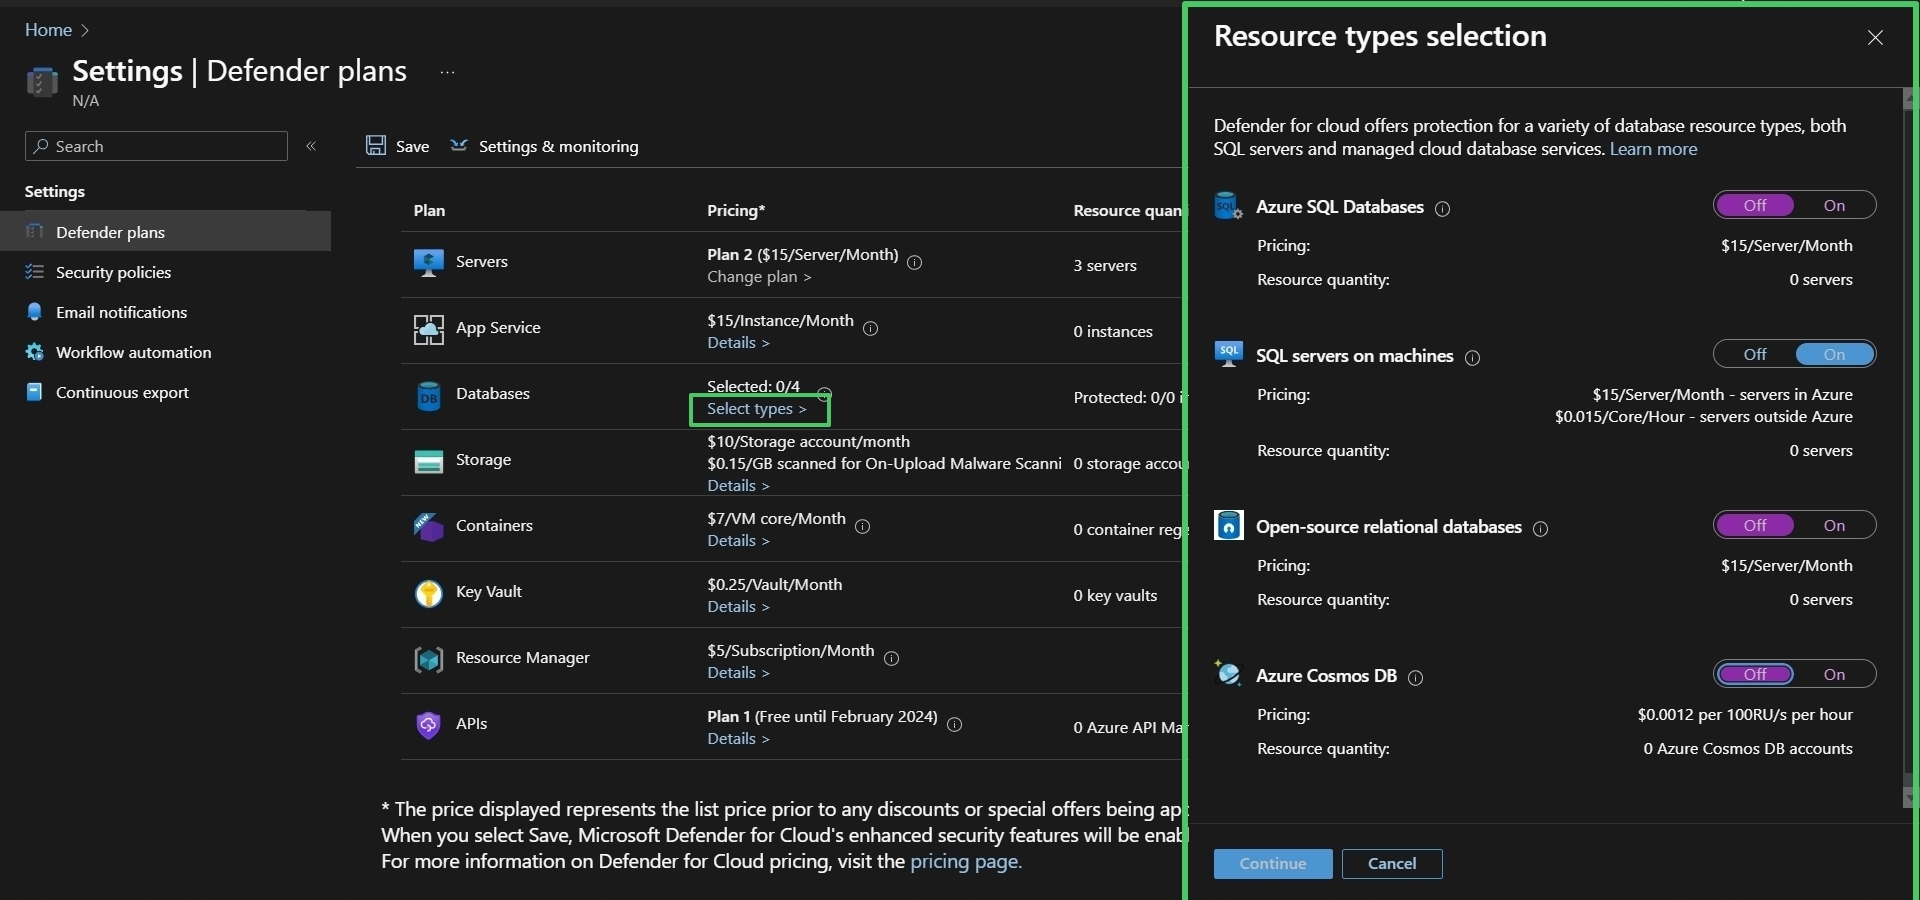 Home >
Settings | Defender plans ...
N/A
Search «
Settings
Defender plans
Security policies
Email notifications
Workflow automation
Continuous export
Save Settings & monitoring
Plan Pricing* Resource quan
Servers Plan 2 ($15/Server/Month) 3 servers
Change plan >
App Service $15/Instance/Month 0 instances
Details >
Databases Selected: 0/4 Protected: 0/0 i
DB
Select types >
Storage $10/Storage account/month
$0.15/GB scanned for On-Upload Malware Scanni 0 storage accou
Details >
NEW
Containers $7/VM core/Month 0 container rege
Details >
Key Vault $0.25/Vault/Month 0 key vaults
Details >
Resource Manager $5/Subscription/Month
Details >
APIs Plan 1 (Free until February 2024) 0 Azure API Ma
Details >
* The price displayed represents the list price prior to any discounts or special offers being ap
When you select Save, Microsoft Defender for Cloud's enhanced security features will be enab
For more information on Defender for Cloud pricing, visit the pricing page.
Resource types selection
Defender for cloud offers protection for a variety of database resource types, both
SQL servers and managed cloud database services. Learn more
SQL
Azure SQL Databases Off On
Pricing: $15/Server/Month
Resource quantity: 0 servers
SQL
SQL servers on machines Off On
Pricing: $15/Server/Month - servers in Azure
$0.015/Core/Hour - servers outside Azure
Resource quantity: 0 servers
Open-source relational databases Off On
Pricing: $15/Server/Month
Resource quantity: 0 servers
Azure Cosmos DB Off On
Pricing: $0.0012 per 100RU/s per hour
Resource quantity: 0 Azure Cosmos DB accounts
Continue Cancel